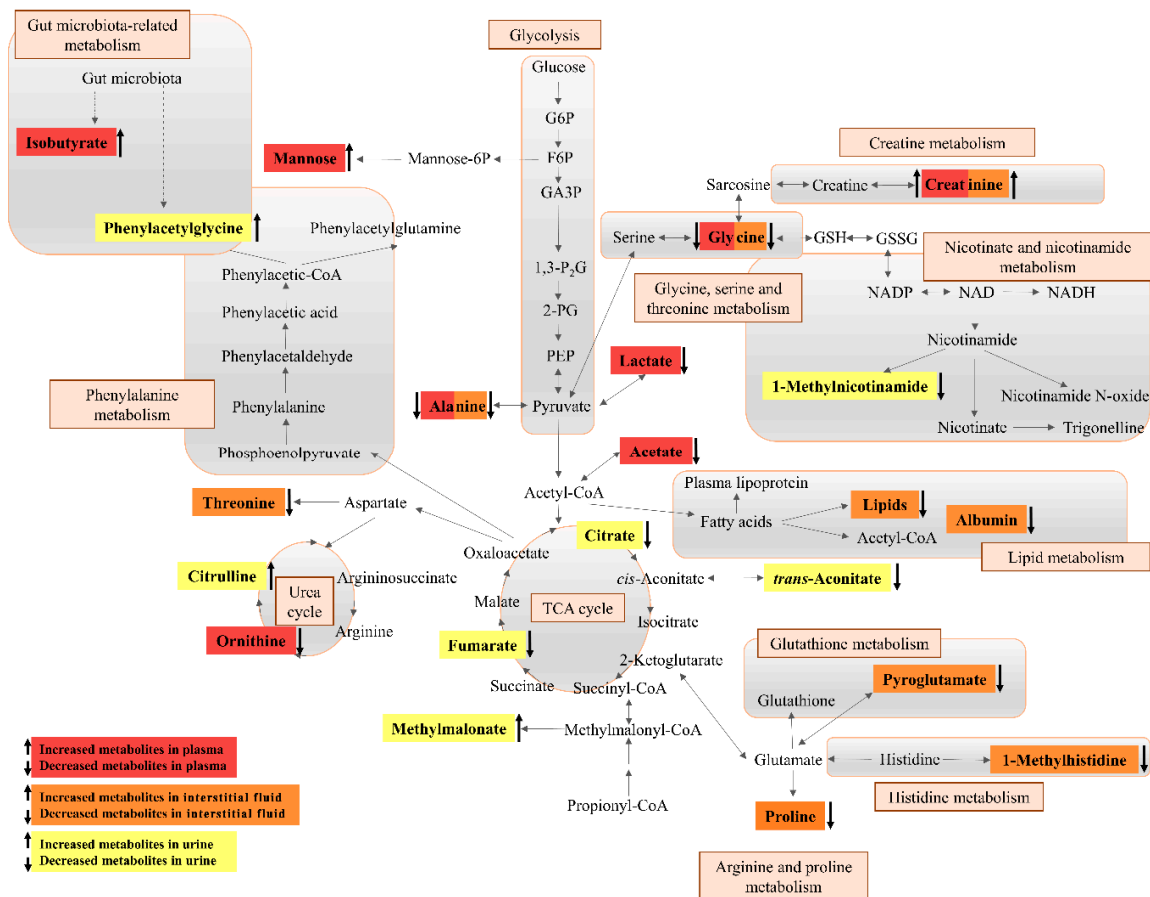 Gut microbiota-related
metabolism
Gut microbiota
Isobutyrate
Phenylacetylglycine
Mannose
Mannose-6P
Glycolysis
Glucose
G6P
F6P
GA3P
1,3-P₂G
2-PG
PEP
Pyruvate
Creatine metabolism
Sarcosine
Creatine
Creatinine
Serine
Glycine
GSH
GSSG
Glycine, serine and
threonine metabolism
Nicotinate and nicotinamide
metabolism
NADP
NAD
NADH
Nicotinamide
1-Methylnicotinamide
Nicotinamide N-oxide
Nicotinate
Trigonelline
Phenylacetylglutamine
Phenylacetic-CoA
Phenylacetic acid
Phenylacetaldehyde
Phenylalanine
metabolism
Phenylalanine
Phosphoenolpyruvate
Lactate
Alanine
Acetate
Acetyl-CoA
Plasma lipoprotcin
Fatty acids
Lipids
Albumin
Acetyl-CoA
Lipid metabolism
Threonine
Aspartate
Citrulline
Argininosuccinate
Urea
cycle
Ornithine
Arginine
Oxaloacetate
Citrate
cis-Aconitate
trans-Aconitate
Malate
TCA cycle
Isocitrate
Fumarate
2-Ketoglutarate
Succinate
Succinyl-CoA
Methylmalonate
Methylmalonyl-CoA
Propionyl-CoA
Glutathione metabolism
Pyroglutamate
Glutathione
Glutamate
Histidine
1-Methylhistidine
Histidine metabolism
Proline
Arginine and proline
metabolism
Increased metabolites in plasma
Decreased metabolites in plasma
Increased metabolites in interstitial fluid
Decreased metabolites in interstitial fluid
Increased metabolites in urine
Decreased metabolites in urine